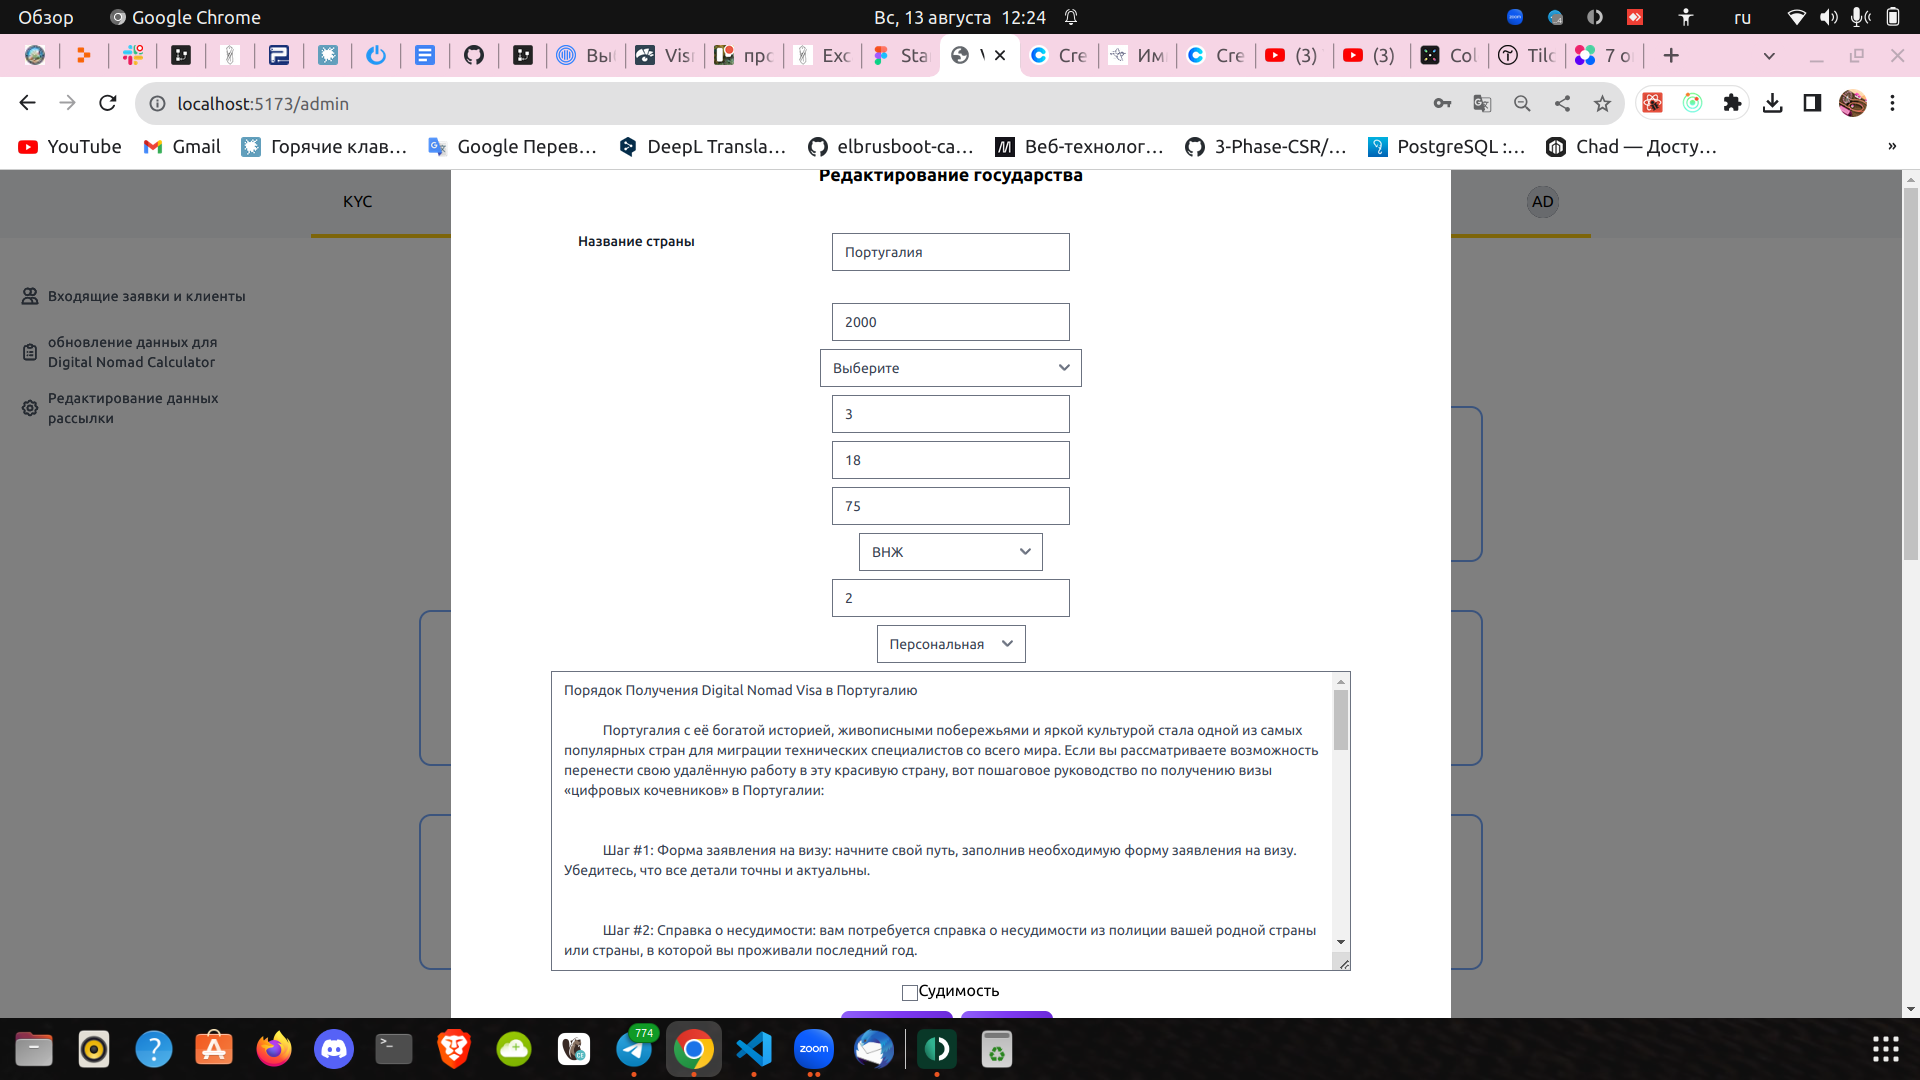 Обзор
Google Chrome
Вс, 13 августа 12:24
ru
Вы
Visr
про
Exc
Sta
Cre
Им
Cre
(3)
(3)
Col
Tilc
7 о
localhost:5173/admin
YouTube
Gmail
Горячие клав…
Google Перев…
DeepL Transla…
elbrusboot-ca…
Веб-технолог…
3-Phase-CSR/…
PostgreSQL :…
Chad — Досту…
»
Редактирование государства
KYC
AD
Название страны
Португалия
Входящие заявки и клиенты
обновление данных для
Digital Nomad Calculator
Редактирование данных
рассылки
2000
Выберите
3
18
75
ВНЖ
2
Персональная
Порядок Получения Digital Nomad Visa в Португалию
Португалия с её богатой историей, живописными побережьями и яркой культурой стала одной из самых
популярных стран для миграции технических специалистов со всего мира. Если вы рассматриваете возможность
перенести свою удалённую работу в эту красивую страну, вот пошаговое руководство по получению визы
«цифровых кочевников» в Португалии:
Шаг #1: Форма заявления на визу: начните свой путь, заполнив необходимую форму заявления на визу.
Убедитесь, что все детали точны и актуальны.
Шаг #2: Справка о несудимости: вам потребуется справка о несудимости из полиции вашей родной страны
или страны, в которой вы проживали последний год.
Судимость
774
zoom